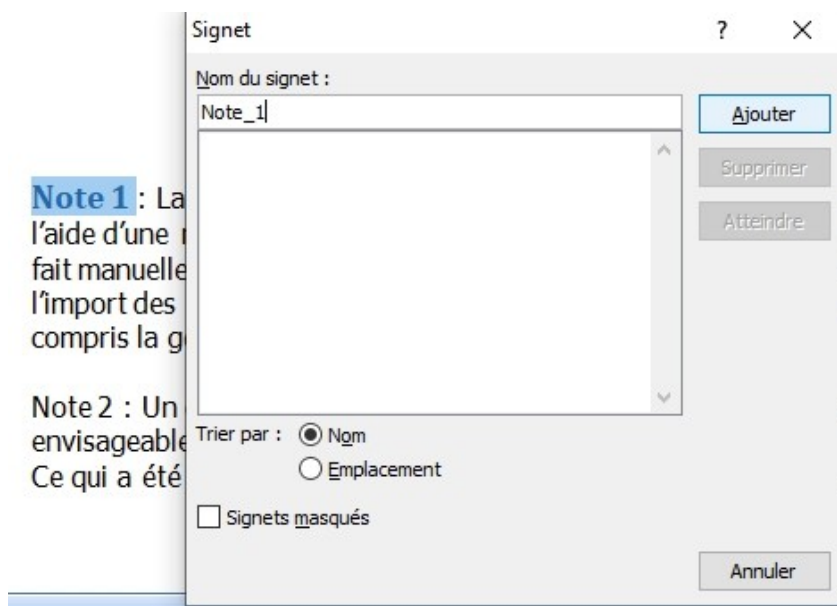 Signet ? ×
Nom du signet :
Note_1
Ajouter
Supprimer
Atteindre
Note 1 : La
l’aide d’une
fait manuelle
l’import des
compris la
Note 2 : Un
envisageable
Ce qui a été
Trier par : Nom
Emplacement
Signets masqués
Annuler